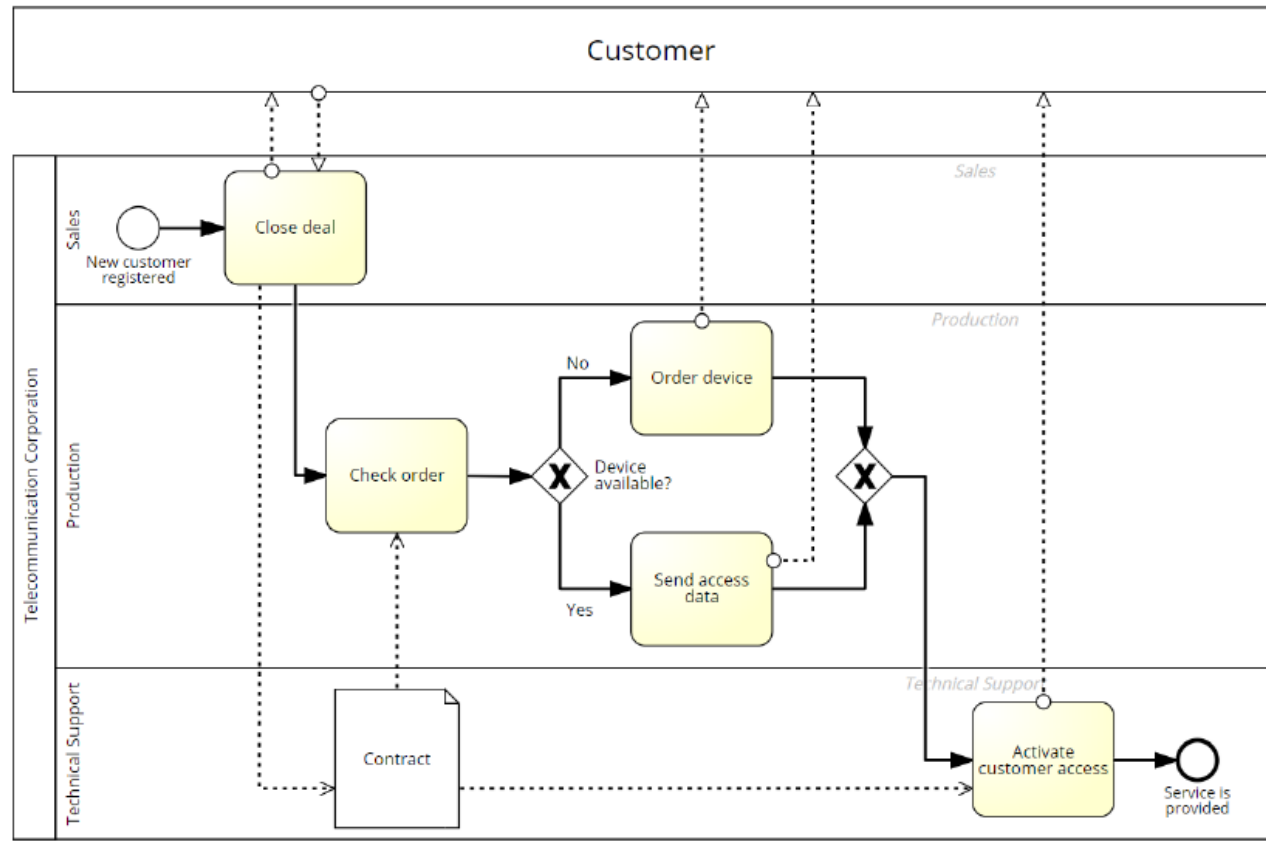 Customer
Telecommunication Corporation
Sales
Sales
New customer
registered
Close deal
Production
Production
No
Order device
Check order
Device
available?
Yes
Send access
data
Technical Support
Technical Support
Contract
Activate
customer access
Service is
provided